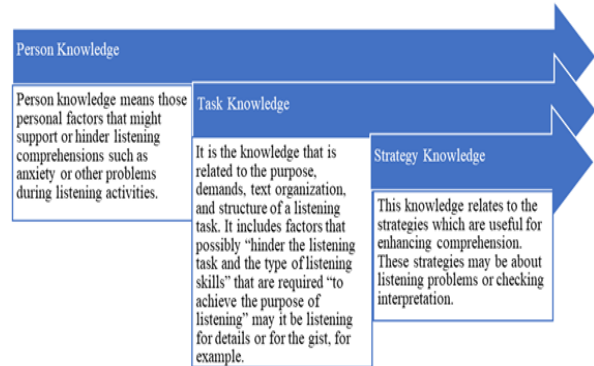 Person Knowledge
Person knowledge means those
personal factors that might
support or hinder listening
comprehensions such as
anxiety or other problems
during listening activities.
Task Knowledge
It is the knowledge that is
related to the purpose,
demands, text organization,
and structure of a listening
task. It includes factors that
possibly “hinder the listening
task and the type of listening
skills” that are required “to
achieve the purpose of
listening” may it be listening
for details or for the gist, for
example.
Strategy Knowledge
This knowledge relates to the
strategies which are useful for
enhancing comprehension.
These strategies may be about
listening problems or checking
interpretation.